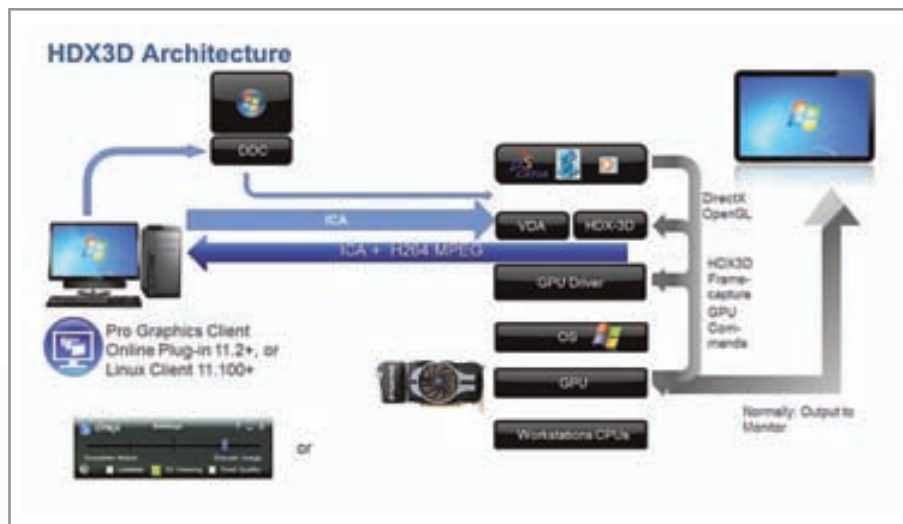 HDX3D Architecture
DDC
CATIA
ICA
VDA
HDX-3D
ICA + H264 MPEG
GPU Driver
OS
GPU
Workstations CPUs
DirectX
OpenGL
HDX3D
Frame-
capture
GPU
Com-
mands
Normally: Output to
Monitor
Pro Graphics Client
Online Plug-in 11.2+, or
Linux Client 11.100+
or